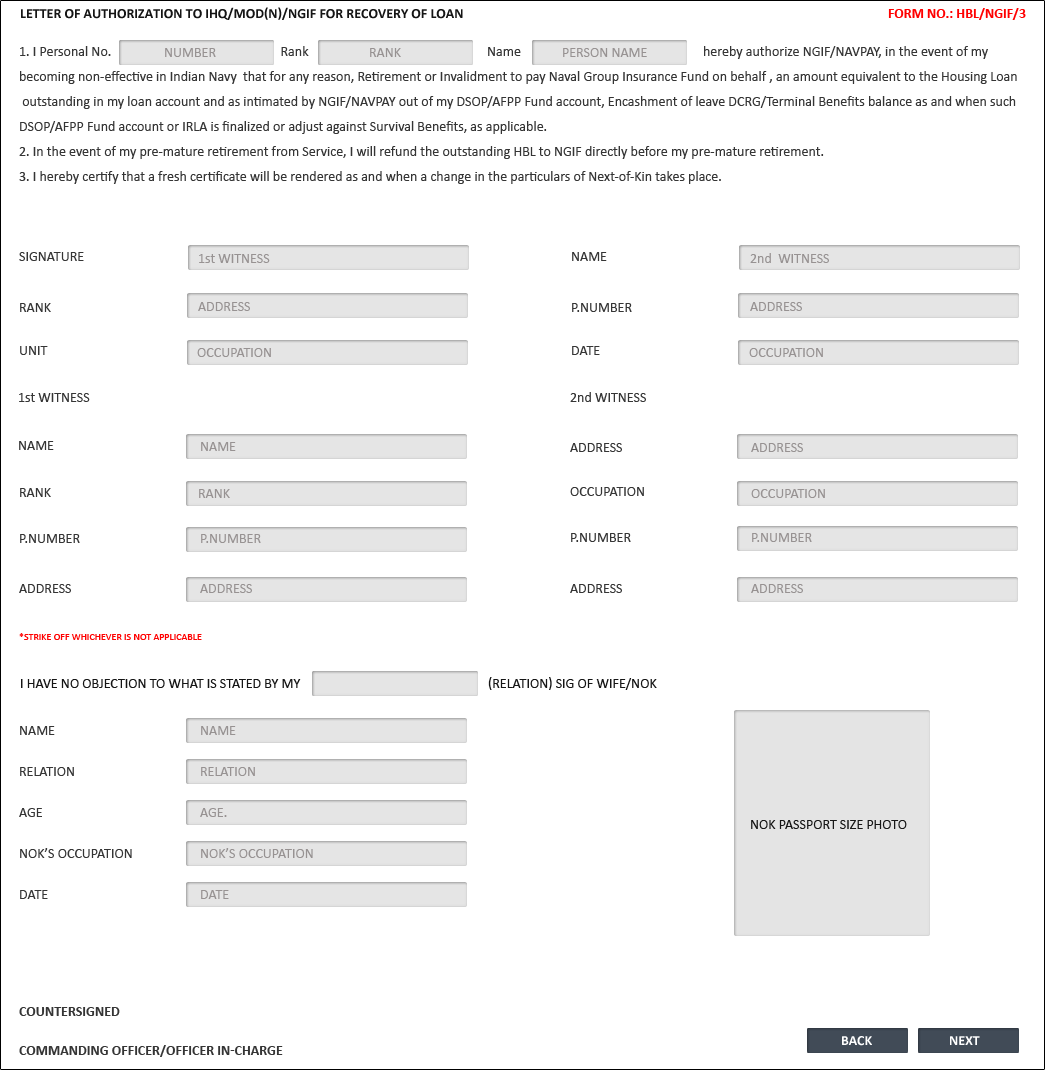 LETTER OF AUTHORIZATION TO IHQ/MOD(N)/NGIF FOR RECOVERY OF LOAN FORM NO.: HBL/NGIF/3
1. I Personal No. NUMBER Rank RANK Name PERSON NAME hereby authorize NGIF/NAVPAY, in the event of my
becoming non-effective in Indian Navy that for any reason, Retirement or Invalidment to pay Naval Group Insurance Fund on behalf , an amount equivalent to the Housing Loan
outstanding in my loan account and as intimated by NGIF/NAVPAY out of my DSOP/AFPP Fund account, Encashment of leave DCRG/Terminal Benefits balance as and when such
DSOP/AFPP Fund account or IRLA is finalized or adjust against Survival Benefits, as applicable.
2. In the event of my pre-mature retirement from Service, I will refund the outstanding HBL to NGIF directly before my pre-mature retirement.
3. I hereby certify that a fresh certificate will be rendered as and when a change in the particulars of Next-of-Kin takes place.
SIGNATURE 1st WITNESS NAME 2nd WITNESS
RANK ADDRESS P.NUMBER ADDRESS
UNIT OCCUPATION DATE OCCUPATION
1st WITNESS 2nd WITNESS
NAME NAME ADDRESS ADDRESS
RANK RANK OCCUPATION OCCUPATION
P.NUMBER P.NUMBER P.NUMBER P.NUMBER
ADDRESS ADDRESS ADDRESS ADDRESS
*STRIKE OFF WHICHEVER IS NOT APPLICABLE
I HAVE NO OBJECTION TO WHAT IS STATED BY MY (RELATION) SIG OF WIFE/NOK
NAME NAME
RELATION RELATION
AGE AGE.
NOK PASSPORT SIZE PHOTO
NOK'S OCCUPATION NOK'S OCCUPATION
DATE DATE
COUNTERSIGNED
BACK NEXT
COMMANDING OFFICER/OFFICER IN-CHARGE